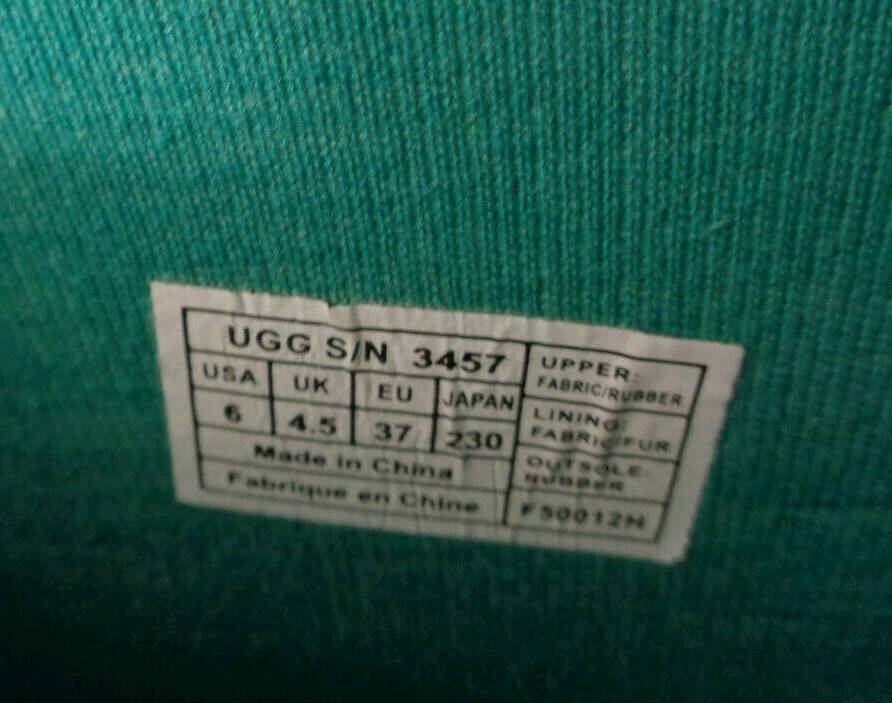 UGG S/N 3457
USA UK EU JAPAN
6 4.5 37 230
Made in China
Fabrique en Chine
UPPER:
FABRIC/RUBBER
LINING:
FABRIC/FUR
OUTSOLE:
RUBBER
F50012H